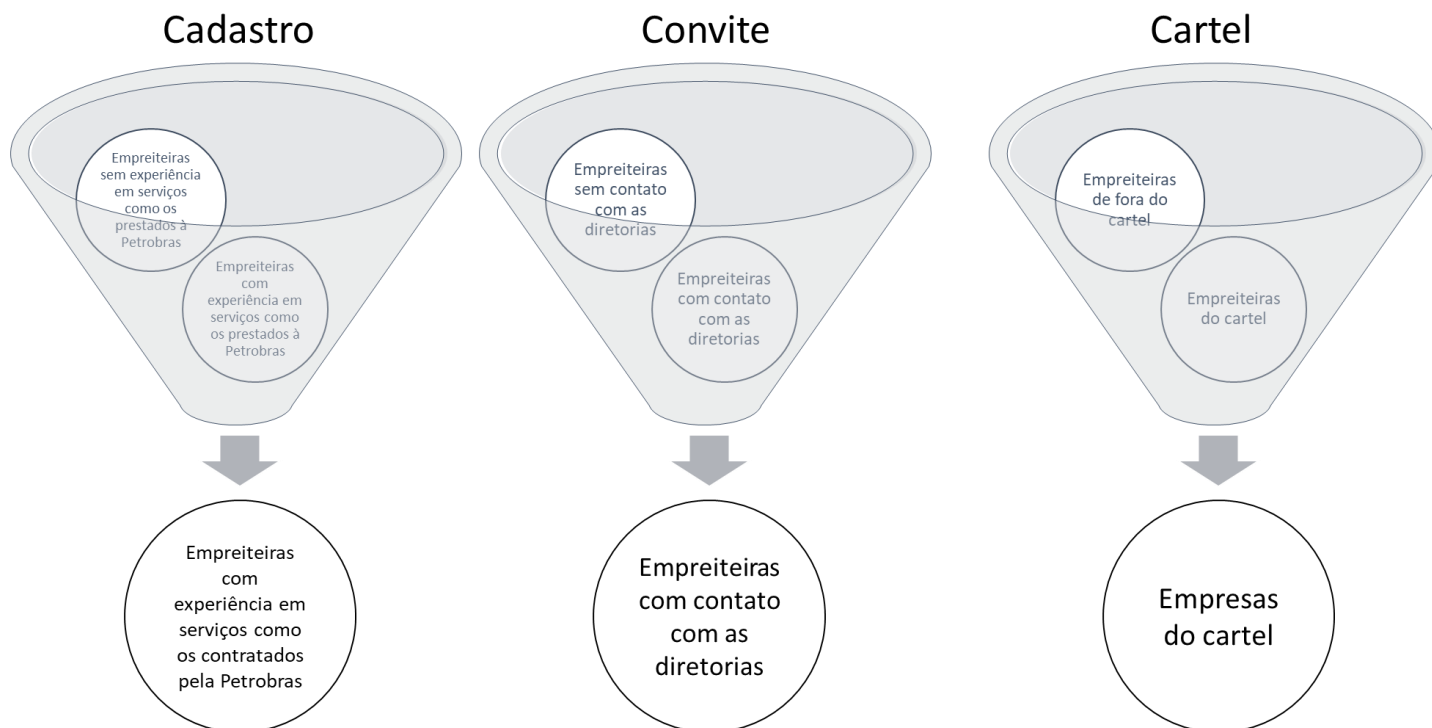 Cadastro
Empreiteiras
sem experiência
em serviços
como os
prestados à
Petrobras
Empreiteiras
com
experiência em
serviços como
os prestados à
Petrobras
Empreiteiras
com
experiência em
serviços como
os contratados
pela Petrobras
Convite
Empreiteiras
sem contato
com as
diretorias
Empreiteiras
com contato
com as
diretorias
Empreiteiras
com contato
com as
diretorias
Cartel
Empreiteiras
de fora do
cartel
Empreiteiras
do cartel
Empresas
do cartel